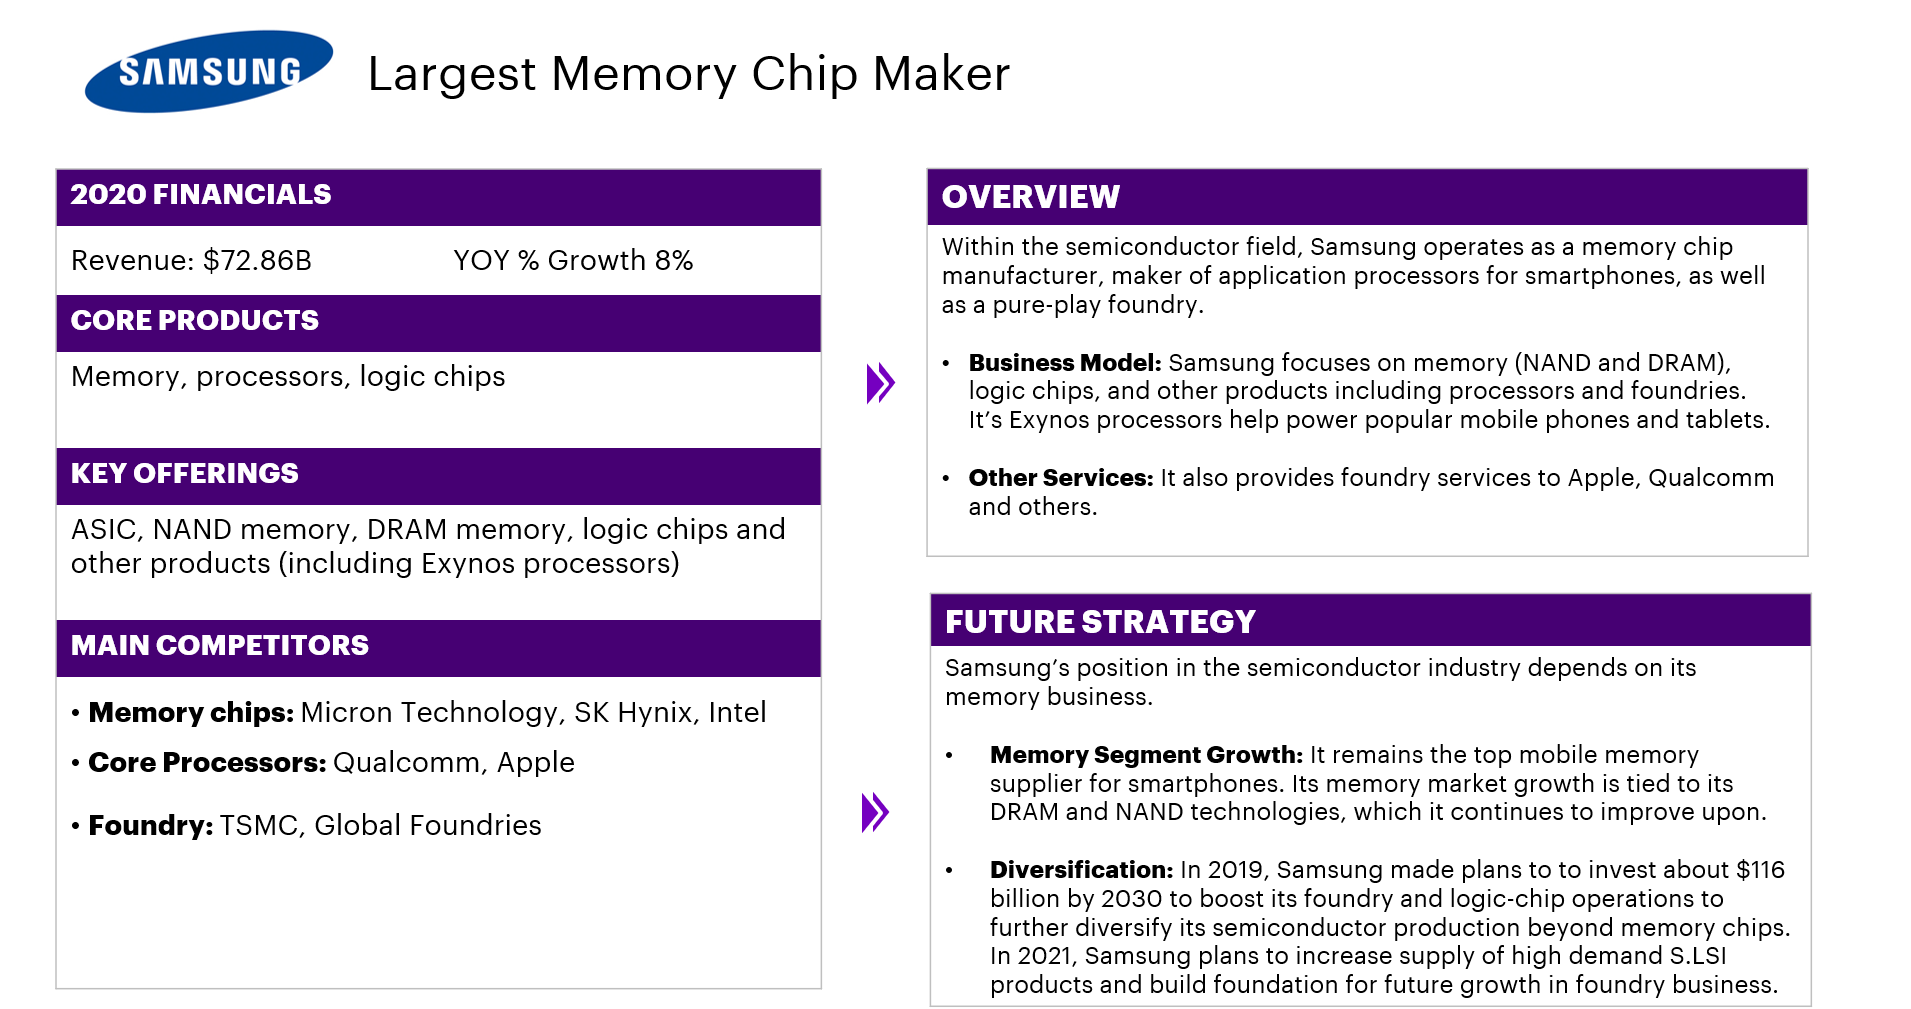 SAMSUNG
Largest Memory Chip Maker
2020 FINANCIALS
Revenue: $72.86B YOY % Growth 8%
CORE PRODUCTS
Memory, processors, logic chips
KEY OFFERINGS
ASIC, NAND memory, DRAM memory, logic chips and
other products (including Exynos processors)
MAIN COMPETITORS
• Memory chips: Micron Technology, SK Hynix, Intel
• Core Processors: Qualcomm, Apple
• Foundry: TSMC, Global Foundries
OVERVIEW
Within the semiconductor field, Samsung operates as a memory chip
manufacturer, maker of application processors for smartphones, as well
as a pure-play foundry.
• Business Model: Samsung focuses on memory (NAND and DRAM),
logic chips, and other products including processors and foundries.
It’s Exynos processors help power popular mobile phones and tablets.
• Other Services: It also provides foundry services to Apple, Qualcomm
and others.
FUTURE STRATEGY
Samsung’s position in the semiconductor industry depends on its
memory business.
• Memory Segment Growth: It remains the top mobile memory
supplier for smartphones. Its memory market growth is tied to its
DRAM and NAND technologies, which it continues to improve upon.
• Diversification: In 2019, Samsung made plans to to invest about $116
billion by 2030 to boost its foundry and logic-chip operations to
further diversify its semiconductor production beyond memory chips.
In 2021, Samsung plans to increase supply of high demand S.LSI
products and build foundation for future growth in foundry business.